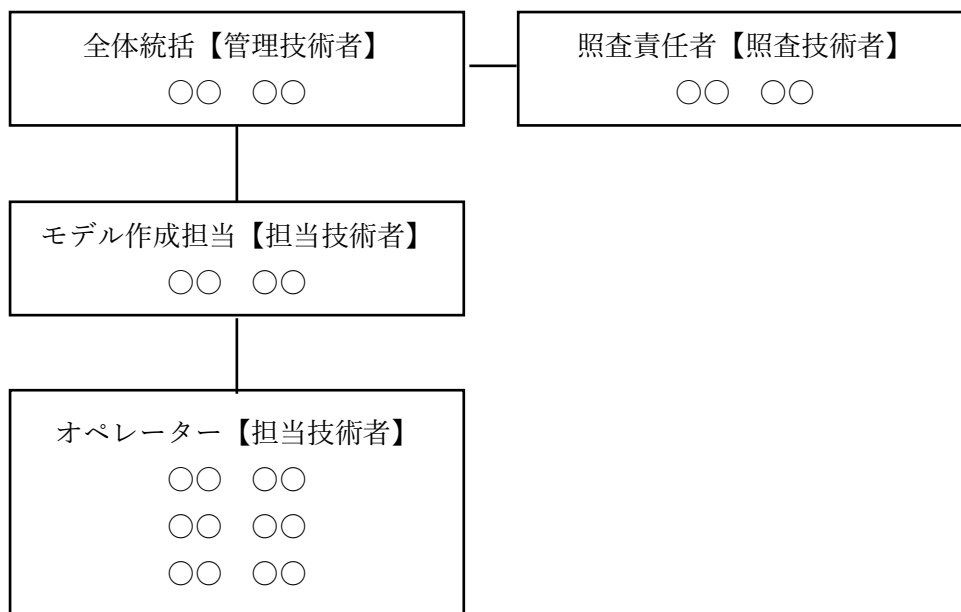 全体統括【管理技術者】
○○　○○
照査責任者【照査技術者】
○○　○○
モデル作成担当【担当技術者】
○○　○○
オペレーター【担当技術者】
○○　○○
○○　○○
○○　○○